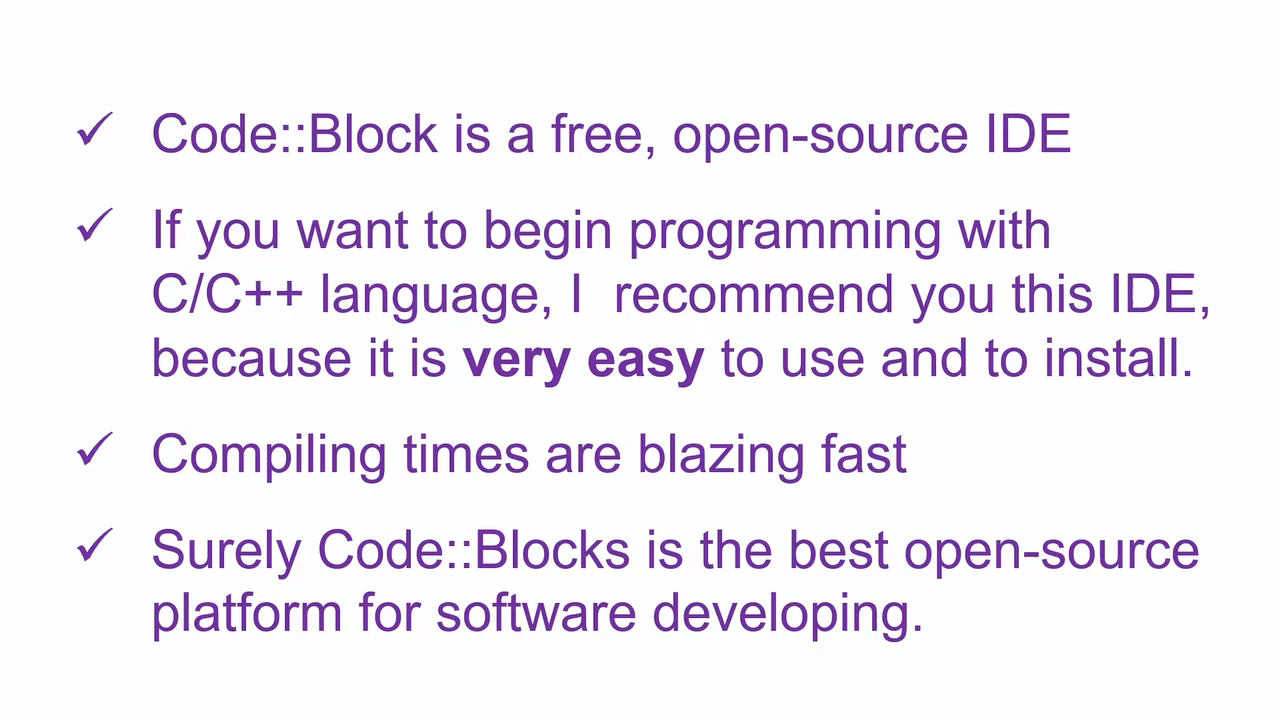 ✓ Code::Block is a free, open-source IDE
✓ If you want to begin programming with
C/C++ language, I  recommend you this IDE,
because it is very easy to use and to install.
✓ Compiling times are blazing fast
✓ Surely Code::Blocks is the best open-source
platform for software developing.